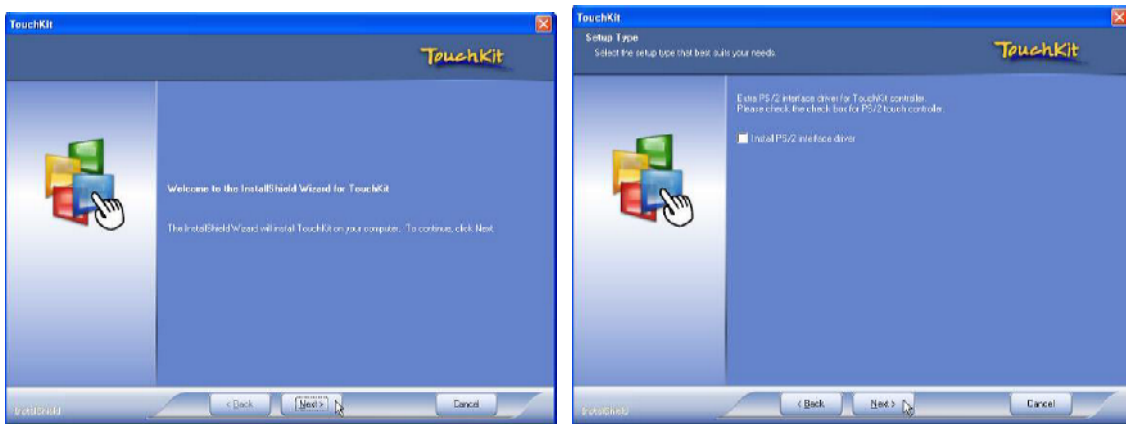 TouchKit
TouchKit
Welcome to the InstallShield Wizard for TouchKit
The InstallShield Wizard will install TouchKit on your computer. To continue, click Next.
InstallShield
< Back
Next >
Cancel
TouchKit
Setup Type
Select the setup type that best suits your needs.
TouchKit
Extra PS/2 interface driver for TouchKit controller.
Please check the check box for PS/2 touch controller.
Install PS/2 interface driver
InstallShield
< Back
Next >
Cancel